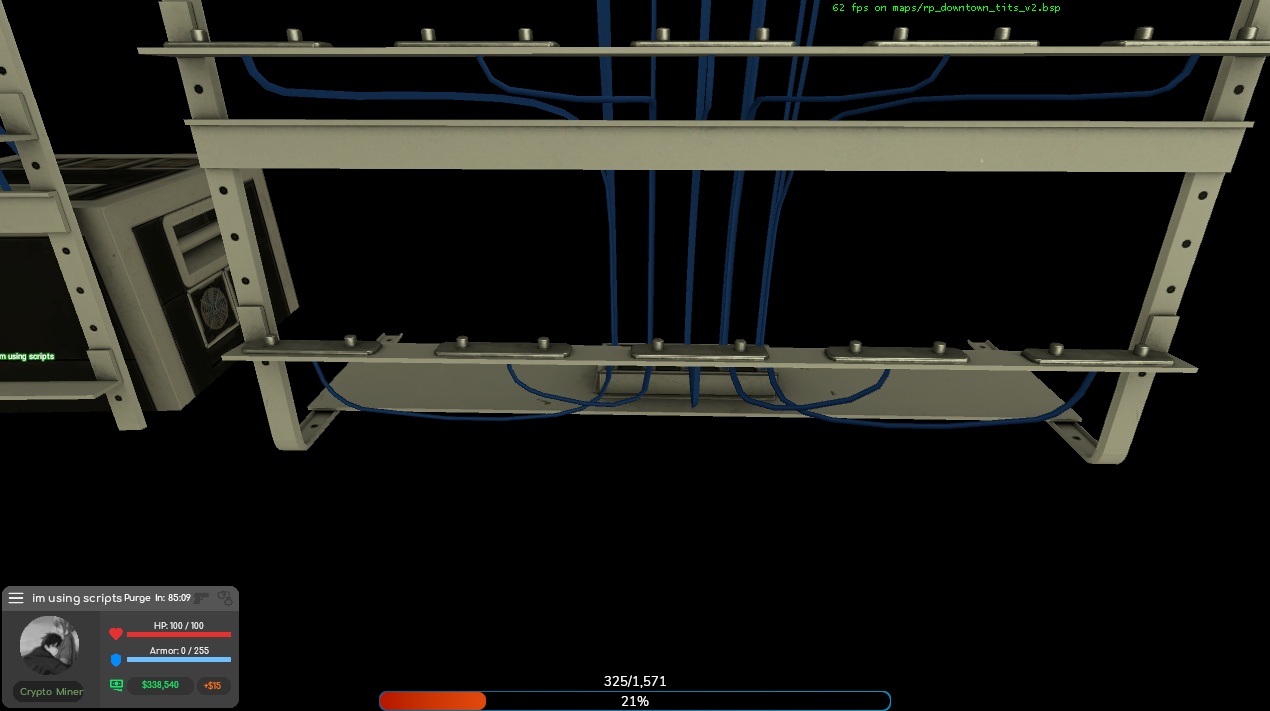 62 fps on maps/rp_downtown_tits_v2.bsp
m using scripts
im using scripts Purge In: 85:09
HP: 100 / 100
Armor: 0 / 255
Crypto Miner
$338,540
+$15
325/1,571
21%